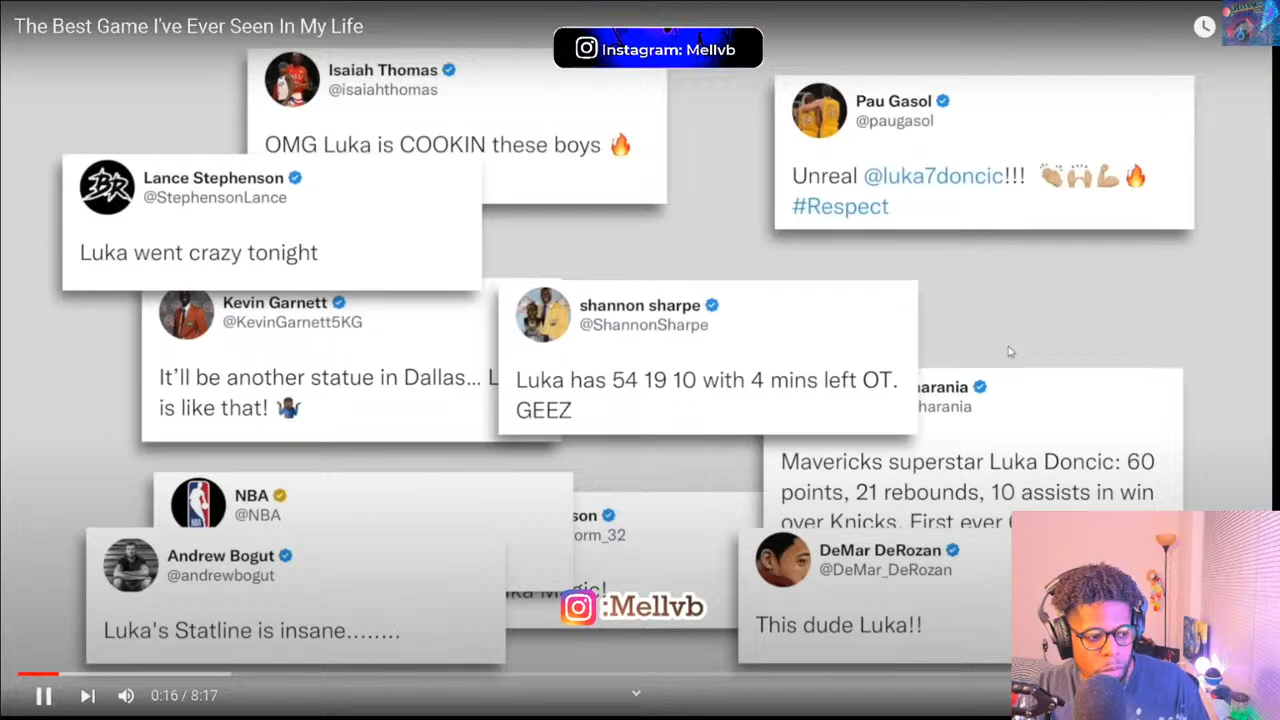 The Best Game I've Ever Seen In My Life
Instagram: Mellvb
Isaiah Thomas
@isaiahthomas
OMG Luka is COOKIN these boys 🔥
Pau Gasol
@paugasol
Unreal @luka7doncic!!! 👏🏼🙌🏼💪🏼🔥
#Respect
BR
Lance Stephenson
@StephensonLance
Luka went crazy tonight
Kevin Garnett
@KevinGarnett5KG
It'll be another statue in Dallas... L
is like that! 🤷🏿‍♂️
shannon sharpe
@ShannonSharpe
Luka has 54 19 10 with 4 mins left OT.
GEEZ
harania
Mavericks superstar Luka Doncic: 60
points, 21 rebounds, 10 assists in win
over Knicks. First ever
NBA
@NBA
son
orm_32
Andrew Bogut
@andrewbogut
Luka's Statline is insane........
:Mellvb
DeMar DeRozan
@DeMar_DeRozan
This dude Luka!!
0:16 / 8:17